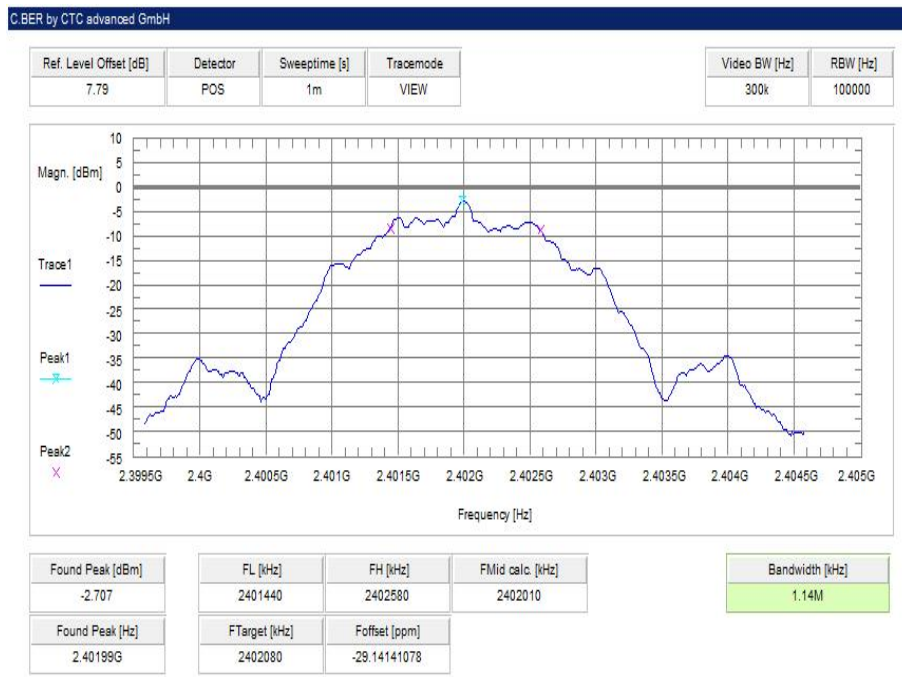 C.BER by CTC advanced GmbH
Ref. Level Offset [dB] Detector Sweeptime [s] Tracemode Video BW [Hz] RBW [Hz]
7.79 POS 1m VIEW 300k 100000
10
Magn. [dBm] 5
0
-5
-10
Trace1 -15
-20
-25
-30
Peak1 -35
-40
-45
Peak2 -50
-55
2.3995G 2.4G 2.4005G 2.401G 2.4015G 2.402G 2.4025G 2.403G 2.4035G 2.404G 2.4045G 2.405G
Frequency [Hz]
Found Peak [dBm] FL [kHz] FH [kHz] FMid calc. [kHz] Bandwidth [kHz]
-2.707 2401440 2402580 2402010 1.14M
Found Peak [Hz] FTarget [kHz] Foffset [ppm]
2.40199G 2402080 -29.14141078